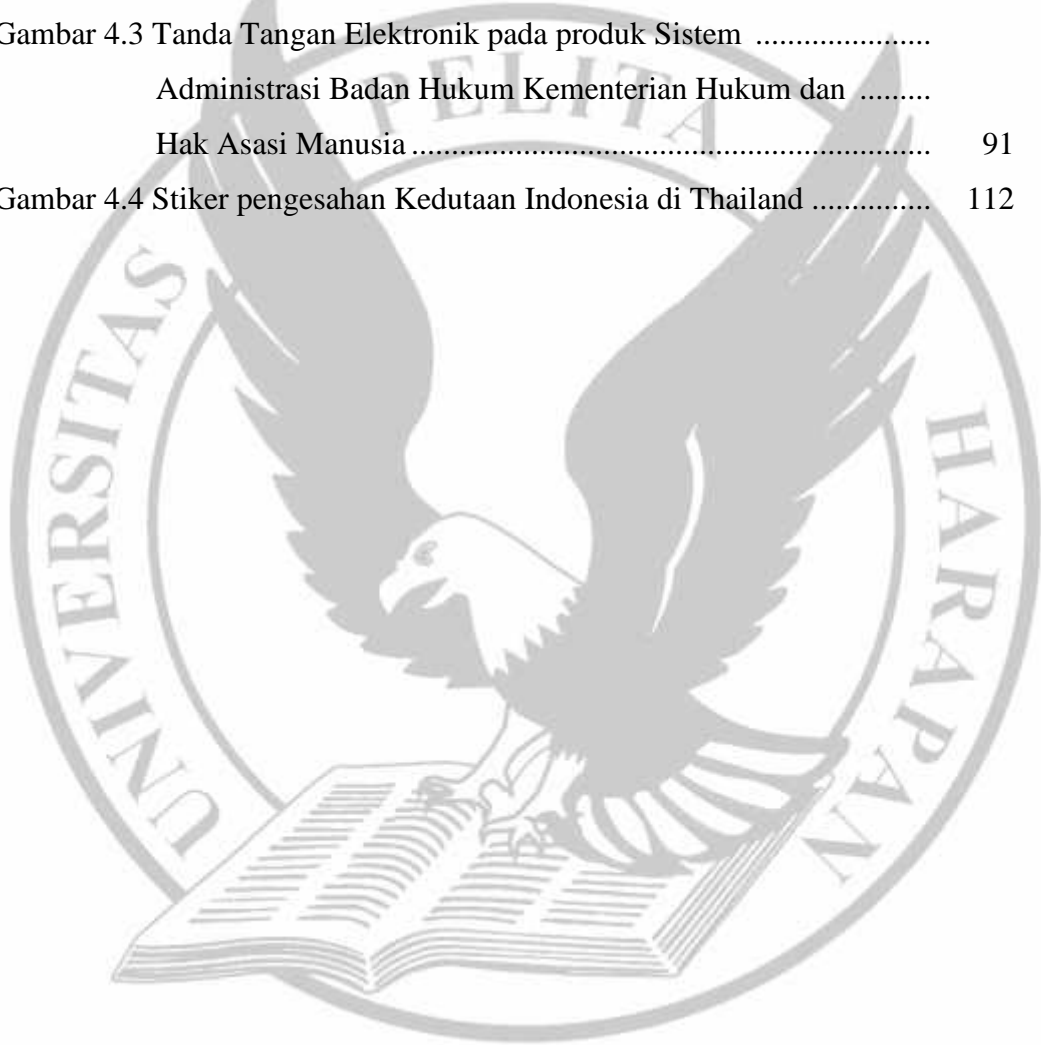 Gambar 4.3 Tanda Tangan Elektronik pada produk Sistem ......................
Administrasi Badan Hukum Kementerian Hukum dan .........
Hak Asasi Manusia ................................................................. 91
Gambar 4.4 Stiker pengesahan Kedutaan Indonesia di Thailand ............... 112
UNIVERSITAS PELITA HARAPAN